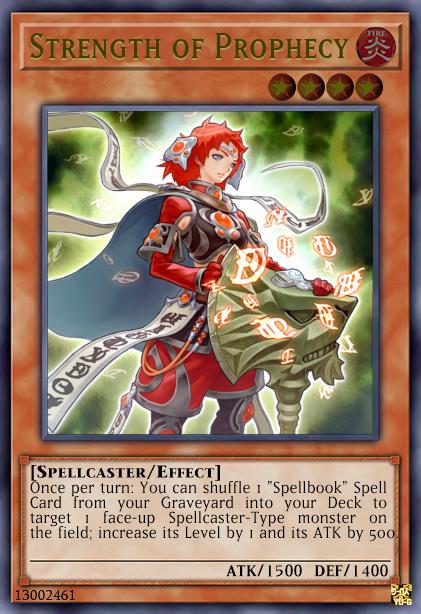 STRENGTH OF PROPHECY
FIRE
炎
[SPELLCASTER/EFFECT]
Once per turn: You can shuffle 1 "Spellbook" Spell
Card from your Graveyard into your Deck to
target 1 face-up Spellcaster-Type monster on
the field; increase its Level by 1 and its ATK by 500.
ATK/1500 DEF/1400
13002461